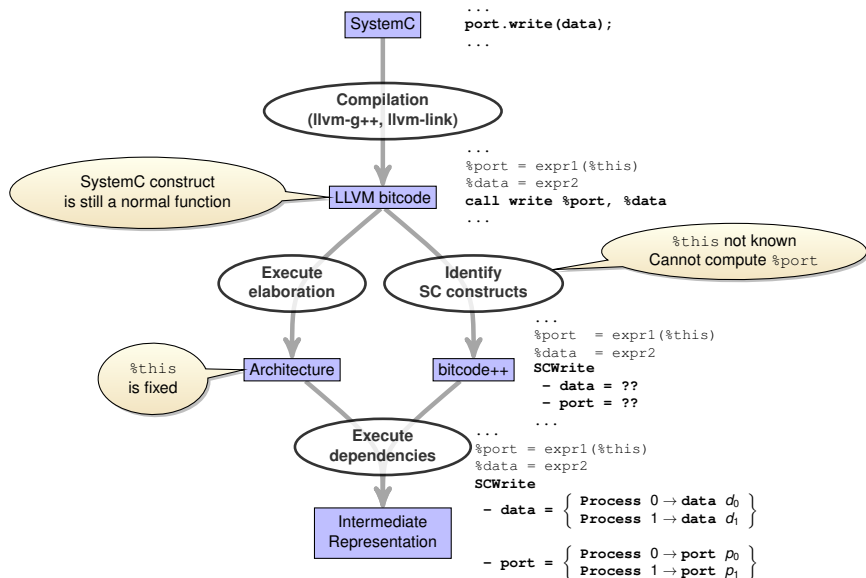 ...
SystemC
port.write(data);
...
Compilation
(llvm-g++, llvm-link)
...
%port = expr1(%this)
%data = expr2
call write %port, %data
...
SystemC construct
is still a normal function
LLVM bitcode
%this not known
Cannot compute %port
Execute
elaboration
Identify
SC constructs
...
%port  = expr1(%this)
%data  = expr2
SCWrite
- data = ??
- port = ??
...
%this
is fixed
Architecture
bitcode++
Execute
dependencies
...
%port = expr1(%this)
%data = expr2
SCWrite
- data = { Process 0 → data d₀
Process 1 → data d₁ }
Intermediate
Representation
- port = { Process 0 → port p₀
Process 1 → port p₁ }